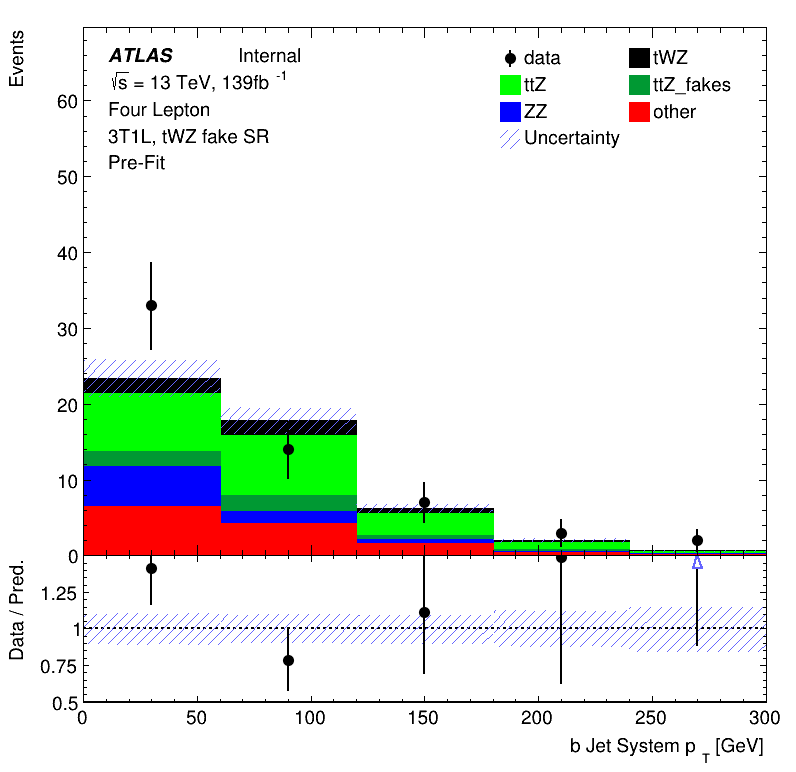 Events
ATLAS Internal
√s = 13 TeV, 139fb⁻¹
Four Lepton
3T1L, tWZ fake SR
Pre-Fit
data tWZ
ttZ ttZ_fakes
ZZ other
Uncertainty
60
50
40
30
20
10
0
Data / Pred.
1.25
1
0.75
0.5
0 50 100 150 200 250 300
b Jet System p_T [GeV]